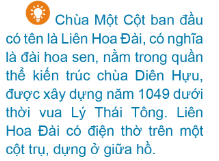 Chùa Một Cột ban đầu
có tên là Liên Hoa Đài, có nghĩa
là đài hoa sen, nằm trong quần
thể kiến trúc chùa Diên Hựu,
được xây dựng năm 1049 dưới
thời vua Lý Thái Tông. Liên
Hoa Đài có điện thờ trên một
cột trụ, dựng ở giữa hồ.